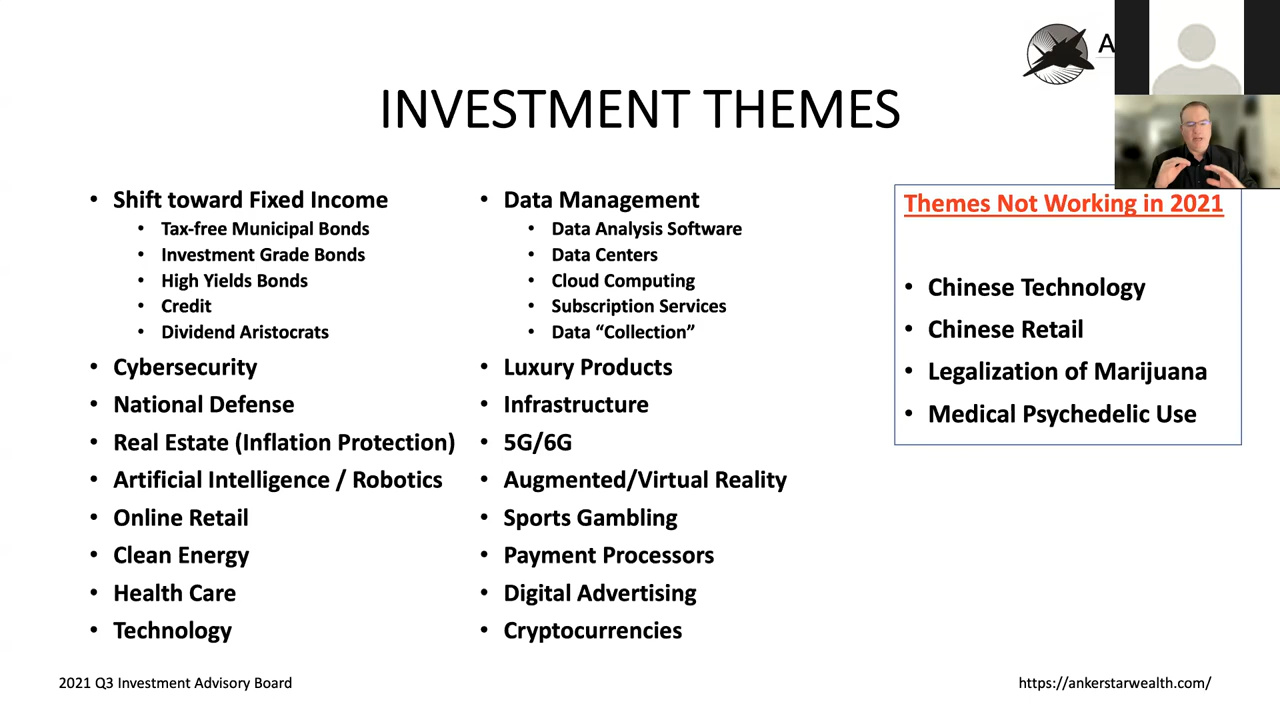 A
INVESTMENT THEMES
• Shift toward Fixed Income
• Tax-free Municipal Bonds
• Investment Grade Bonds
• High Yields Bonds
• Credit
• Dividend Aristocrats
• Cybersecurity
• National Defense
• Real Estate (Inflation Protection)
• Artificial Intelligence / Robotics
• Online Retail
• Clean Energy
• Health Care
• Technology
• Data Management
• Data Analysis Software
• Data Centers
• Cloud Computing
• Subscription Services
• Data “Collection”
• Luxury Products
• Infrastructure
• 5G/6G
• Augmented/Virtual Reality
• Sports Gambling
• Payment Processors
• Digital Advertising
• Cryptocurrencies
Themes Not Working in 2021
• Chinese Technology
• Chinese Retail
• Legalization of Marijuana
• Medical Psychedelic Use
2021 Q3 Investment Advisory Board
https://ankerstarwealth.com/